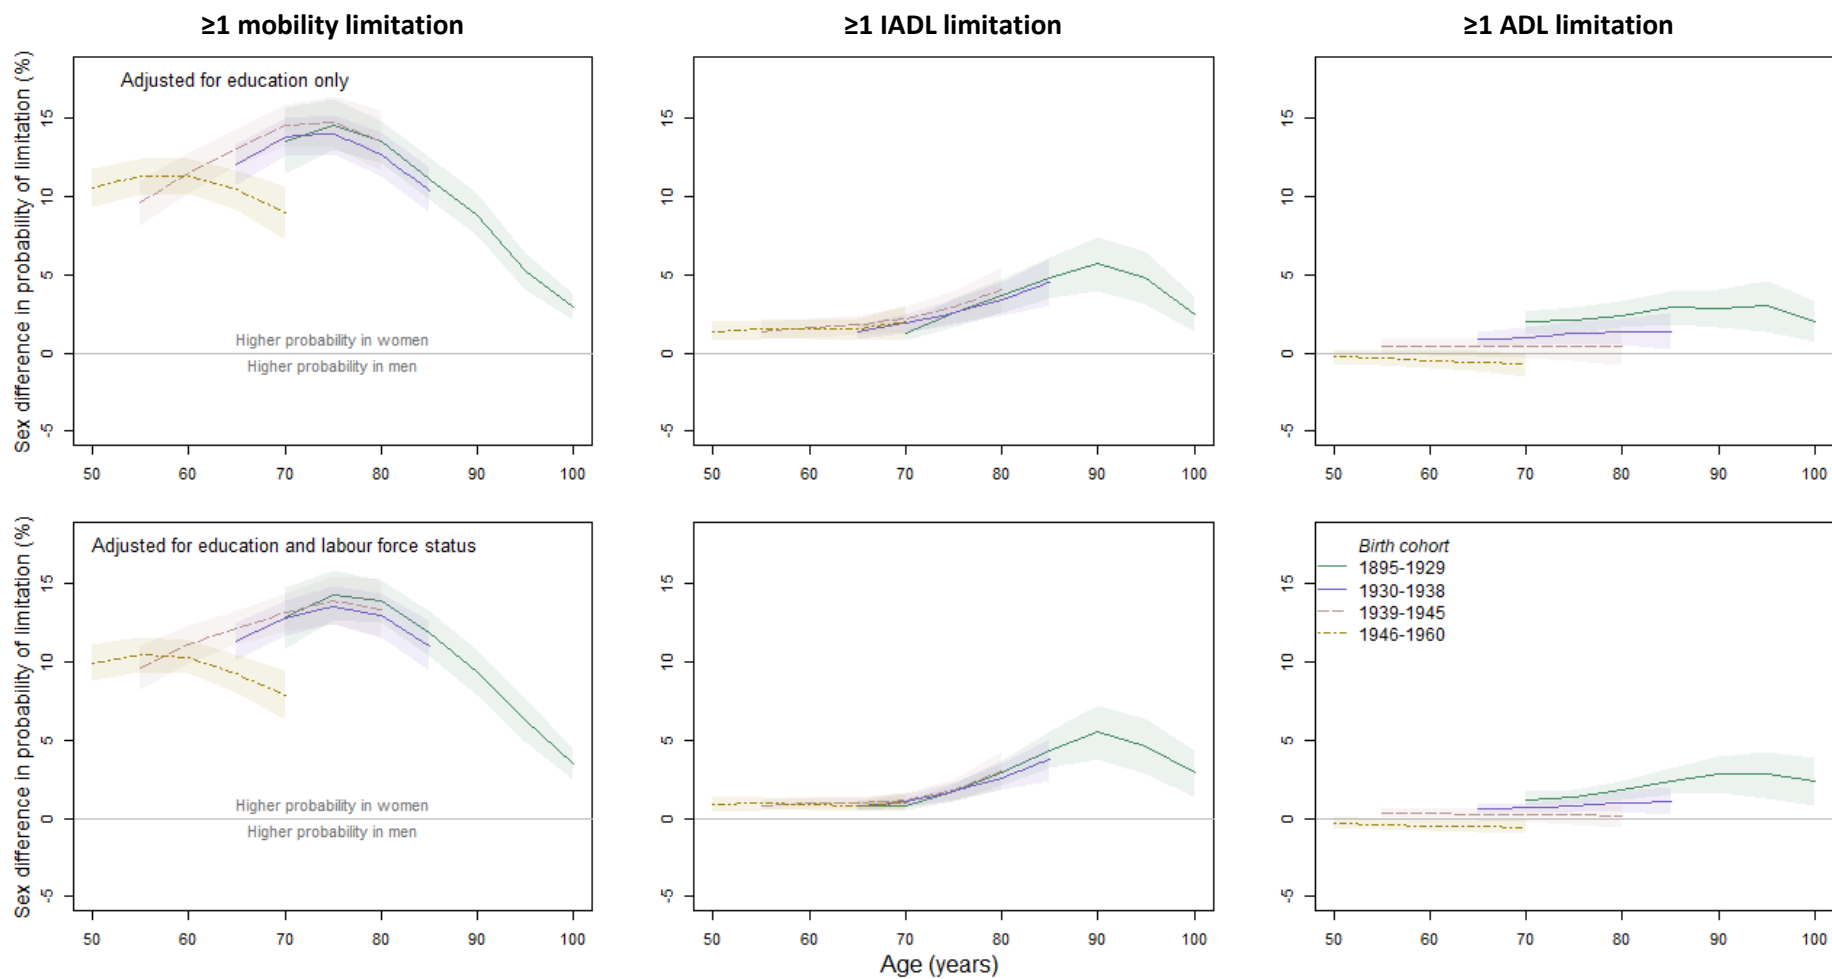 ≥1 mobility limitation
≥1 IADL limitation
≥1 ADL limitation
Sex difference in probability of limitation (%)
Adjusted for education only
15
10
5
0
-5
Higher probability in women
Higher probability in men
50 60 70 80 90 100
15
10
5
0
-5
50 60 70 80 90 100
15
10
5
0
-5
50 60 70 80 90 100
Sex difference in probability of limitation (%)
Adjusted for education and labour force status
15
10
5
0
-5
Higher probability in women
Higher probability in men
50 60 70 80 90 100
15
10
5
0
-5
50 60 70 80 90 100
Birth cohort
1895-1929
1930-1938
1939-1945
1946-1960
15
10
5
0
-5
50 60 70 80 90 100
Age (years)